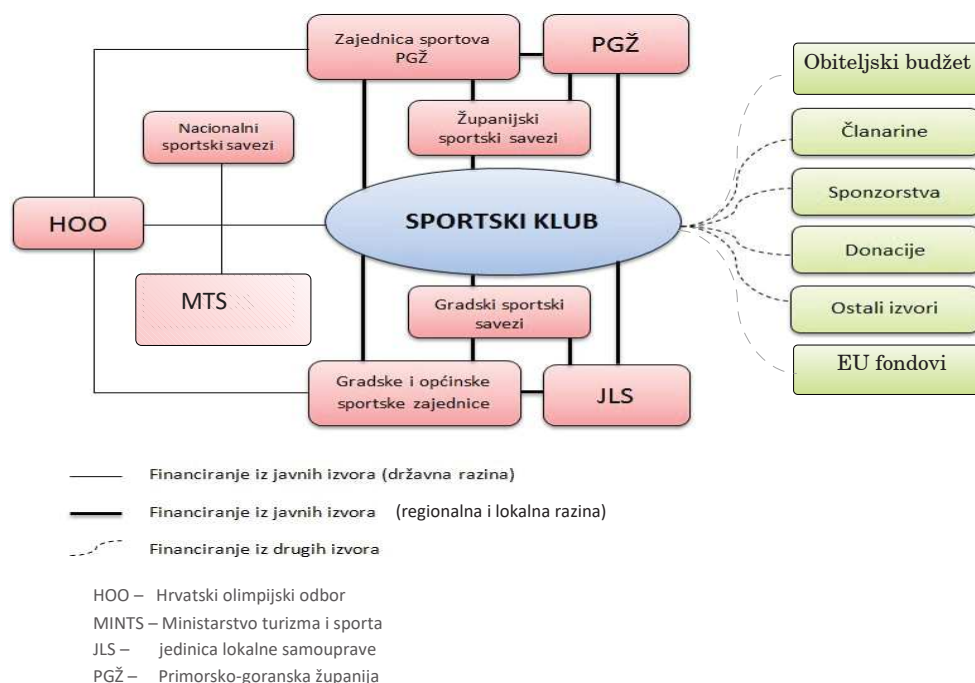 Zajednica sportova
PGŽ
PGŽ
Obiteljski budžet
Županijski
sportski savezi
Članarine
Nacionalni
sportski savezi
Sponzorstva
HOO
SPORTSKI KLUB
Donacije
MTS
Gradski sportski
savezi
Ostali izvori
EU fondovi
Gradske i općinske
sportske zajednice
JLS
Financiranje iz javnih izvora (državna razina)
Financiranje iz javnih izvora (regionalna i lokalna razina)
Financiranje iz drugih izvora
HOO – Hrvatski olimpijski odbor
MINTS – Ministarstvo turizma i sporta
JLS – jedinica lokalne samouprave
PGŽ – Primorsko-goranska županija